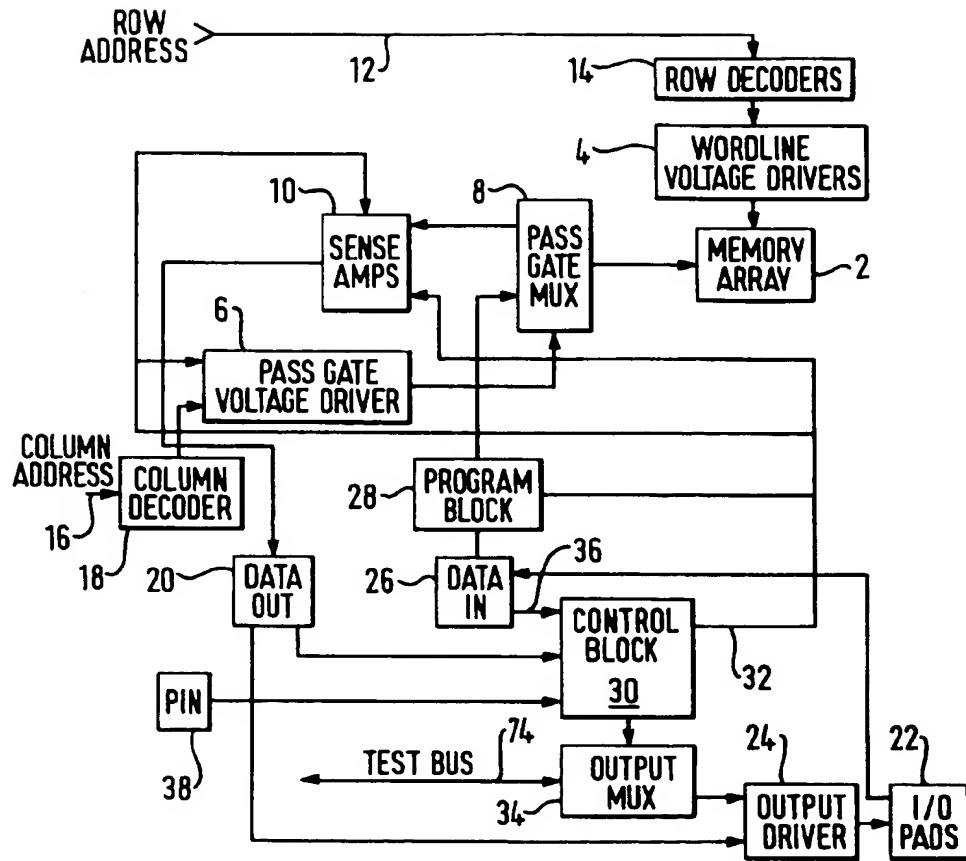 ROW
ADDRESS
12
14
ROW DECODERS
4
WORDLINE
VOLTAGE DRIVERS
10
8
SENSE
AMPS
PASS
GATE
MUX
MEMORY
ARRAY
2
6
PASS GATE
VOLTAGE DRIVER
COLUMN
ADDRESS
16
COLUMN
DECODER
18
28
PROGRAM
BLOCK
20
DATA
OUT
26
DATA
IN
36
CONTROL
BLOCK
30
32
PIN
38
TEST BUS
74
OUTPUT
MUX
34
24
OUTPUT
DRIVER
22
I/O
PADS